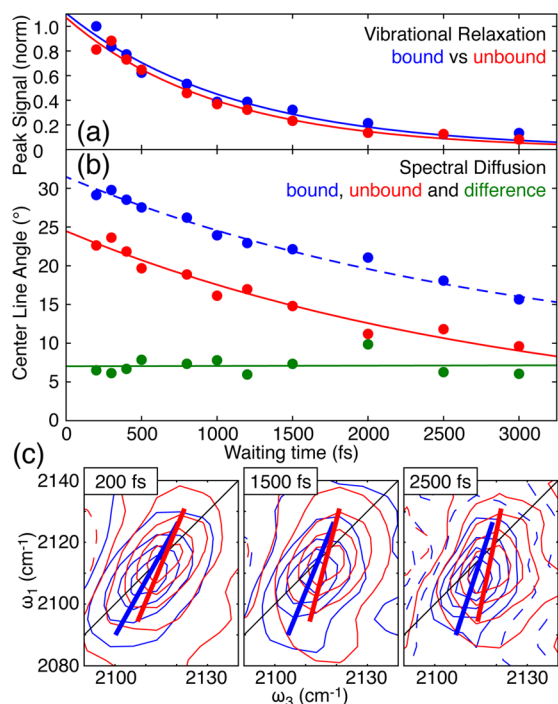 Peak Signal (norm)
1.0
0.8
0.6
0.4
0.2
0
Vibrational Relaxation
bound vs unbound
(a)
(b)
Spectral Diffusion
bound, unbound and difference
Center Line Angle (°)
30
25
20
15
10
5
0
0
500
1000
1500
2000
2500
3000
Waiting time (fs)
(c)
200 fs
1500 fs
2500 fs
ω1 (cm-1)
2140
2120
2100
2080
2100
2130
2100
2130
2100
2130
ω3 (cm-1)